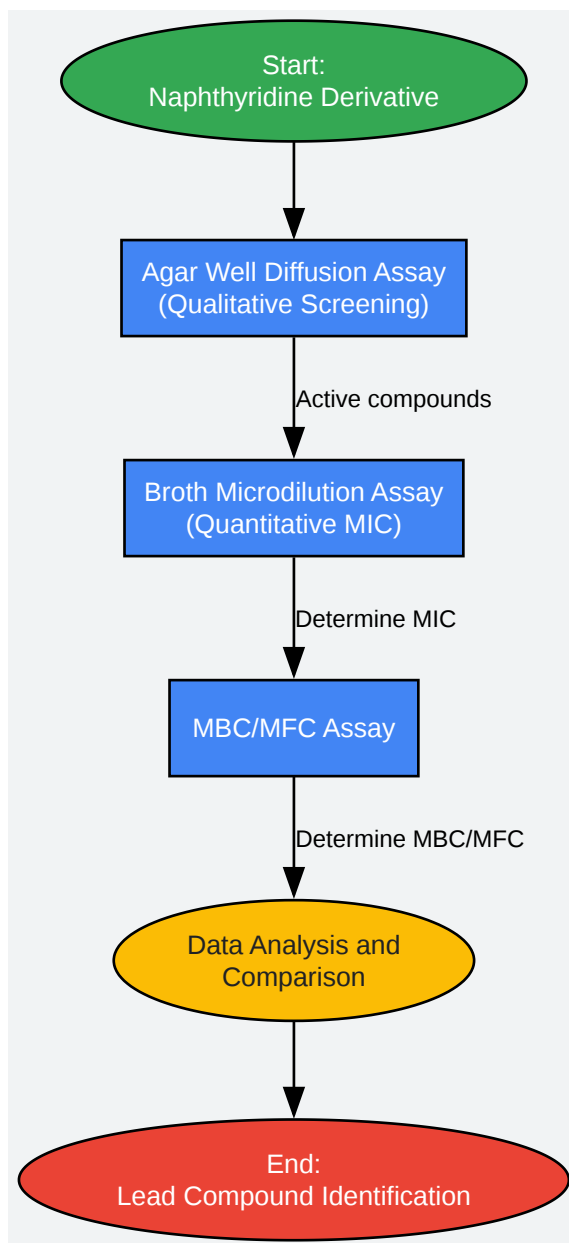 Start:
Naphthyridine Derivative
Agar Well Diffusion Assay
(Qualitative Screening)
Active compounds
Broth Microdilution Assay
(Quantitative MIC)
Determine MIC
MBC/MFC Assay
Determine MBC/MFC
Data Analysis and
Comparison
End:
Lead Compound Identification